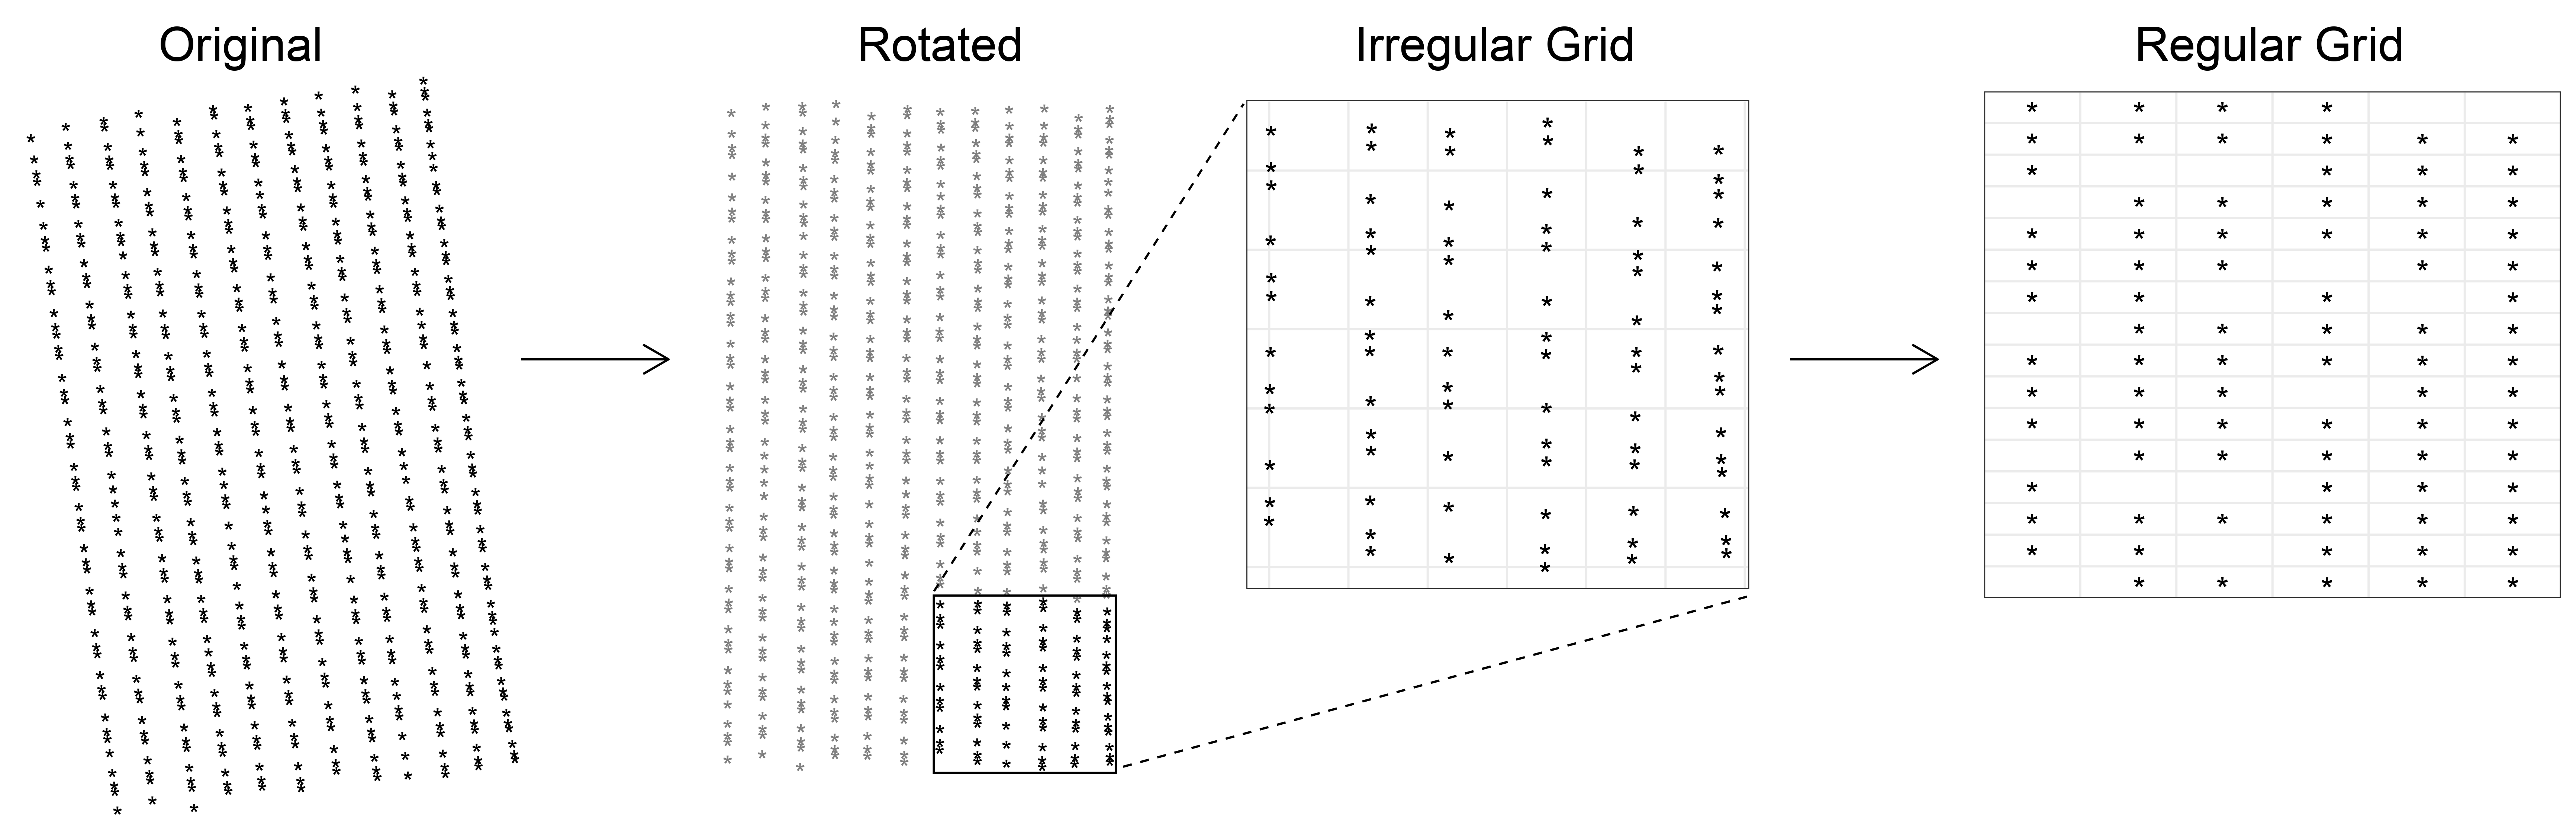 Original
Rotated
Irregular Grid
Regular Grid